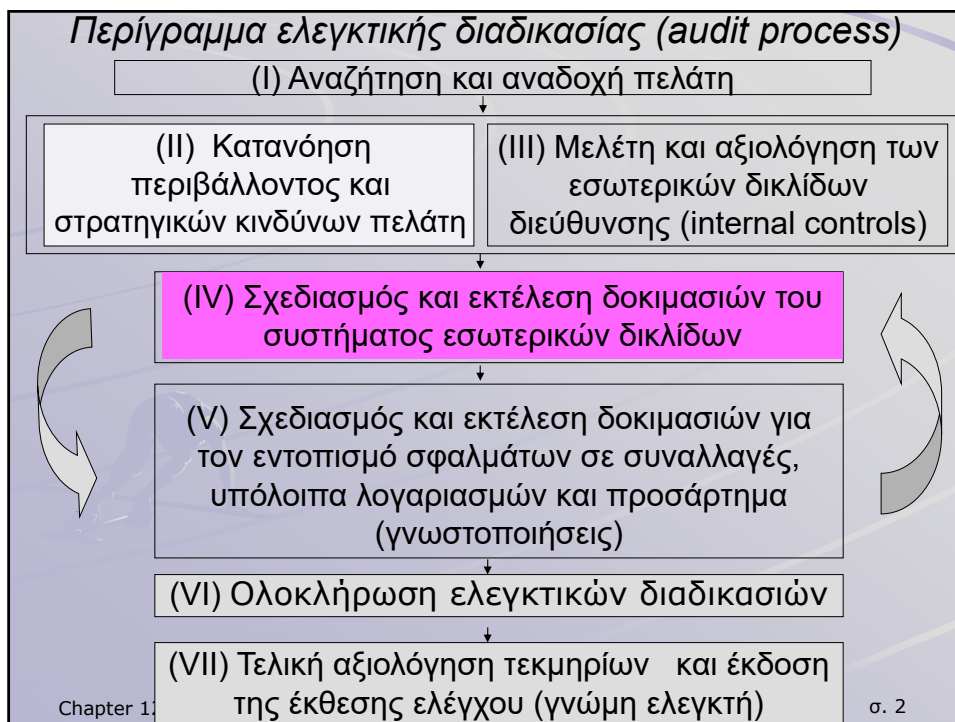 Περίγραμμα ελεγκτικής διαδικασίας (audit process)
(I) Αναζήτηση και αναδοχή πελάτη
(II) Κατανόηση
περιβάλλοντος και
στρατηγικών κινδύνων πελάτη
(III) Μελέτη και αξιολόγηση των
εσωτερικών δικλίδων
διεύθυνσης (internal controls)
(IV) Σχεδιασμός και εκτέλεση δοκιμασιών του
συστήματος εσωτερικών δικλίδων
(V) Σχεδιασμός και εκτέλεση δοκιμασιών για
τον εντοπισμό σφαλμάτων σε συναλλαγές,
υπόλοιπα λογαριασμών και προσάρτημα
(γνωστοποιήσεις)
(VI) Ολοκλήρωση ελεγκτικών διαδικασιών
(VII) Τελική αξιολόγηση τεκμηρίων και έκδοση
της έκθεσης ελέγχου (γνώμη ελεγκτή)
Chapter 12
σ. 2